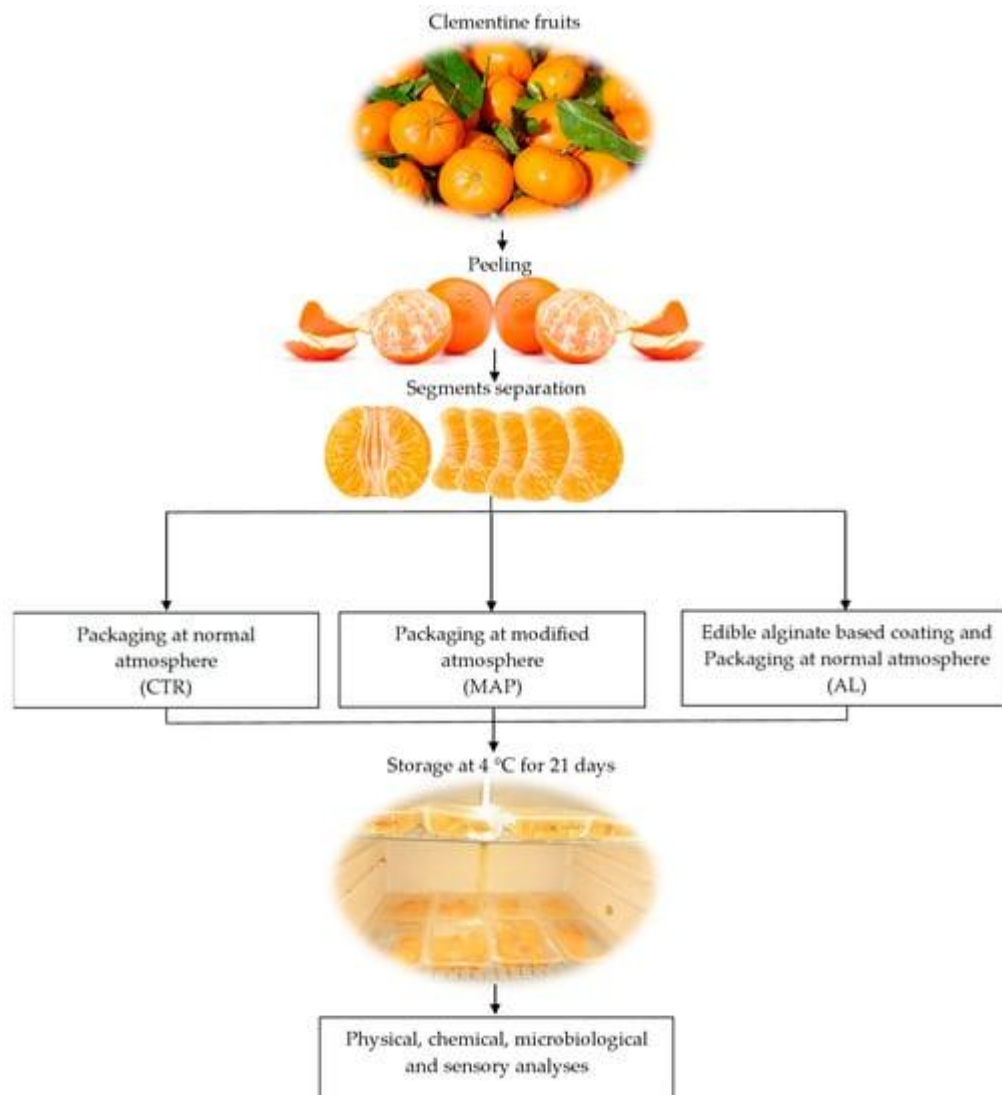 Clementine fruits
Peeling
Segments separation
Packaging at normal
atmosphere
(CTR)
Packaging at modified
atmosphere
(MAP)
Edible alginate based coating and
Packaging at normal atmosphere
(AL)
Storage at 4 °C for 21 days
Physical, chemical, microbiological
and sensory analyses